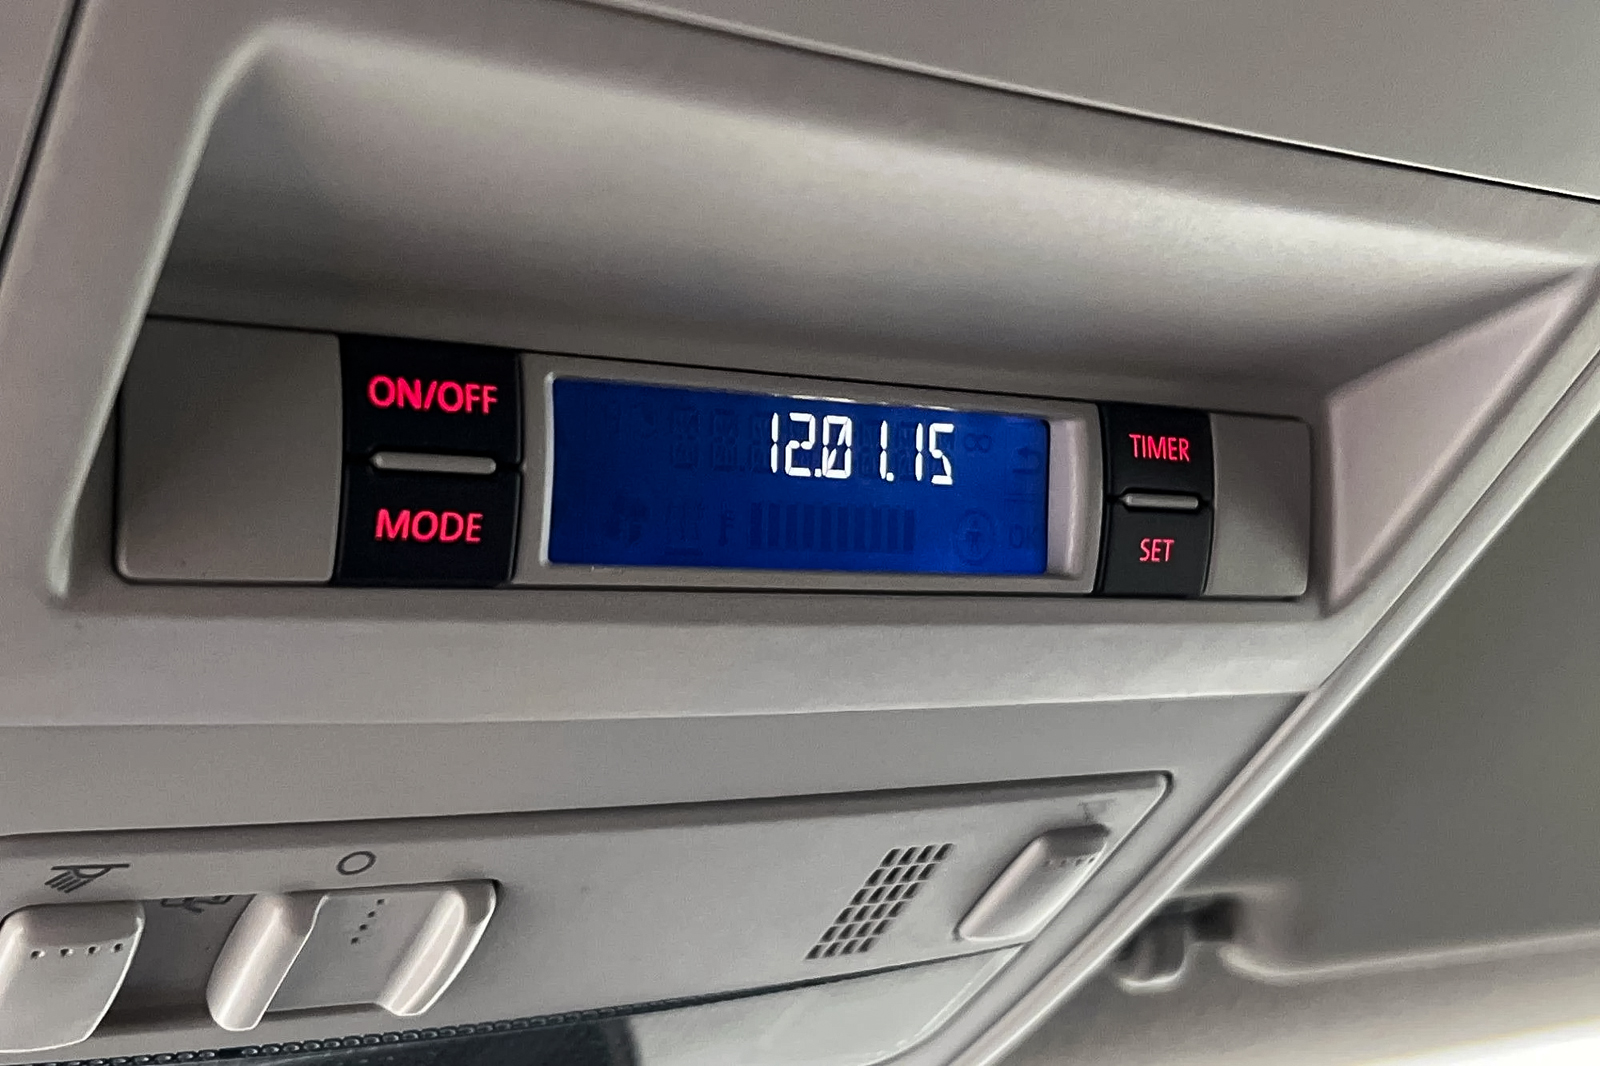 ON/OFF
MODE
12.01.15
TIMER
SET